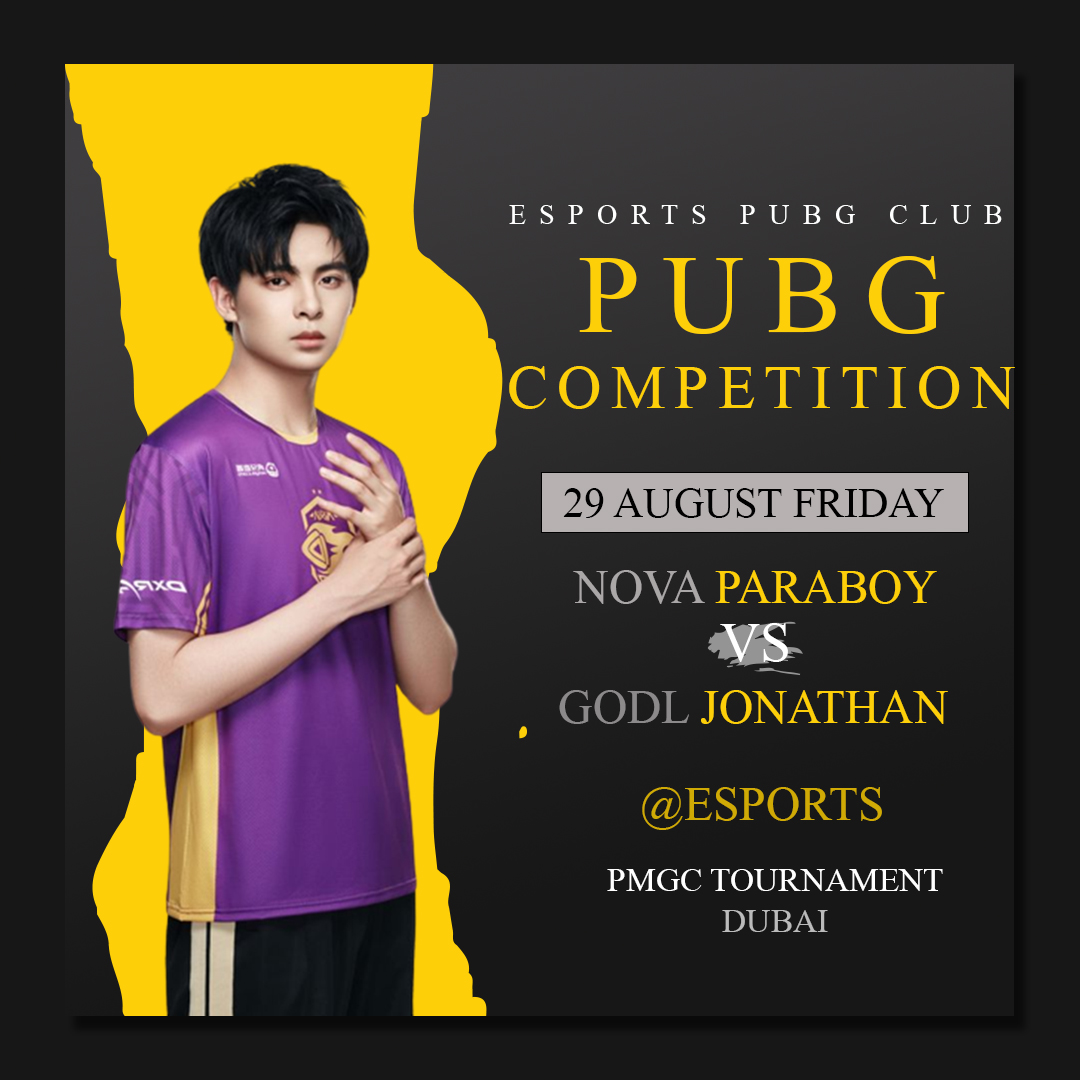 ESPORTS PUBG CLUB
PUBG
COMPETITION
29 AUGUST FRIDAY
NOVA PARABOY
VS
GODL JONATHAN
@ESPORTS
PMGC TOURNAMENT
DUBAI